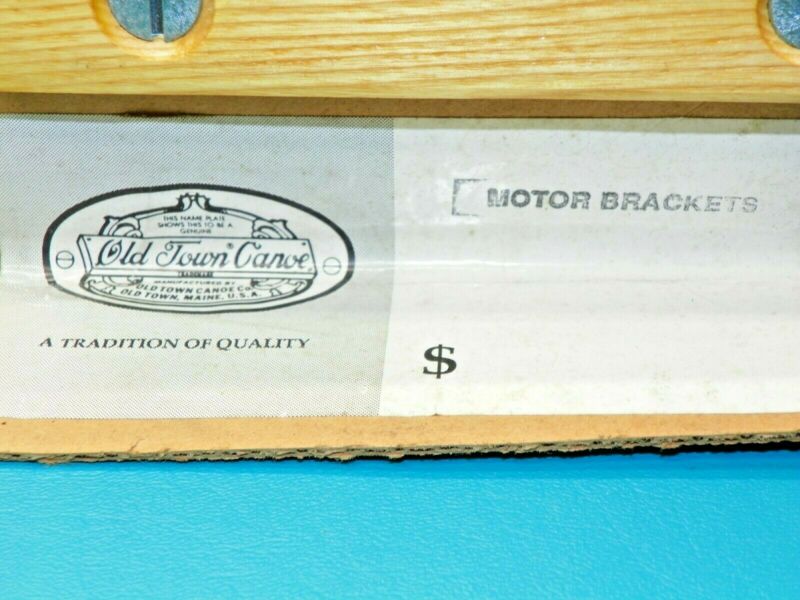 THIS NAME PLATE
SHOWS THIS TO BE A
GENUINE
Old Town® Canoe
TRADEMARK
MANUFACTURED BY
OLD TOWN CANOE Co.
OLD TOWN, MAINE, U.S.A.
A TRADITION OF QUALITY
MOTOR BRACKETS
$